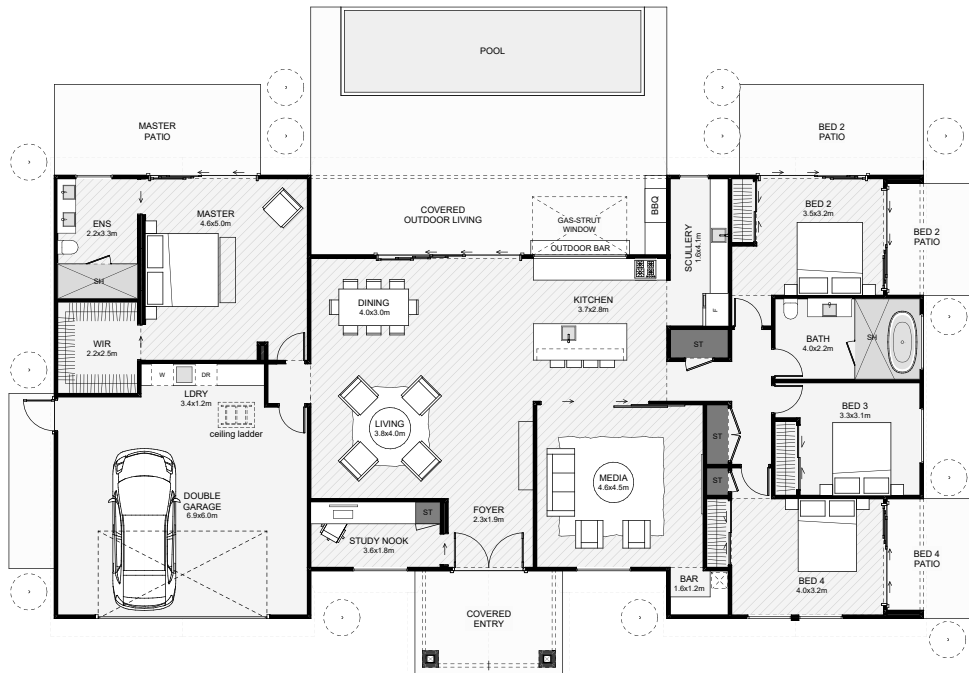 POOL
MASTER
PATIO
BED 2
PATIO
ENS
2.2x3.3m
MASTER
4.6x5.0m
COVERED
OUTDOOR LIVING
GAS-STRUT
WINDOW
OUTDOOR BAR
BBQ
SCULLERY
1.6x4.1m
BED 2
3.5x3.2m
BED 2
PATIO
SH
DINING
4.0x3.0m
KITCHEN
3.7x2.8m
F
WIR
2.2x2.5m
ST
BATH
4.0x2.2m
SH
W
DR
LDRY
3.4x1.2m
ceiling ladder
LIVING
3.8x4.0m
BED 3
3.3x3.1m
ST
MEDIA
4.6x4.5m
ST
DOUBLE
GARAGE
6.9x6.0m
ST
FOYER
2.3x1.9m
STUDY NOOK
3.6x1.8m
BED 4
PATIO
BAR
1.6x1.2m
BED 4
4.0x3.2m
COVERED
ENTRY